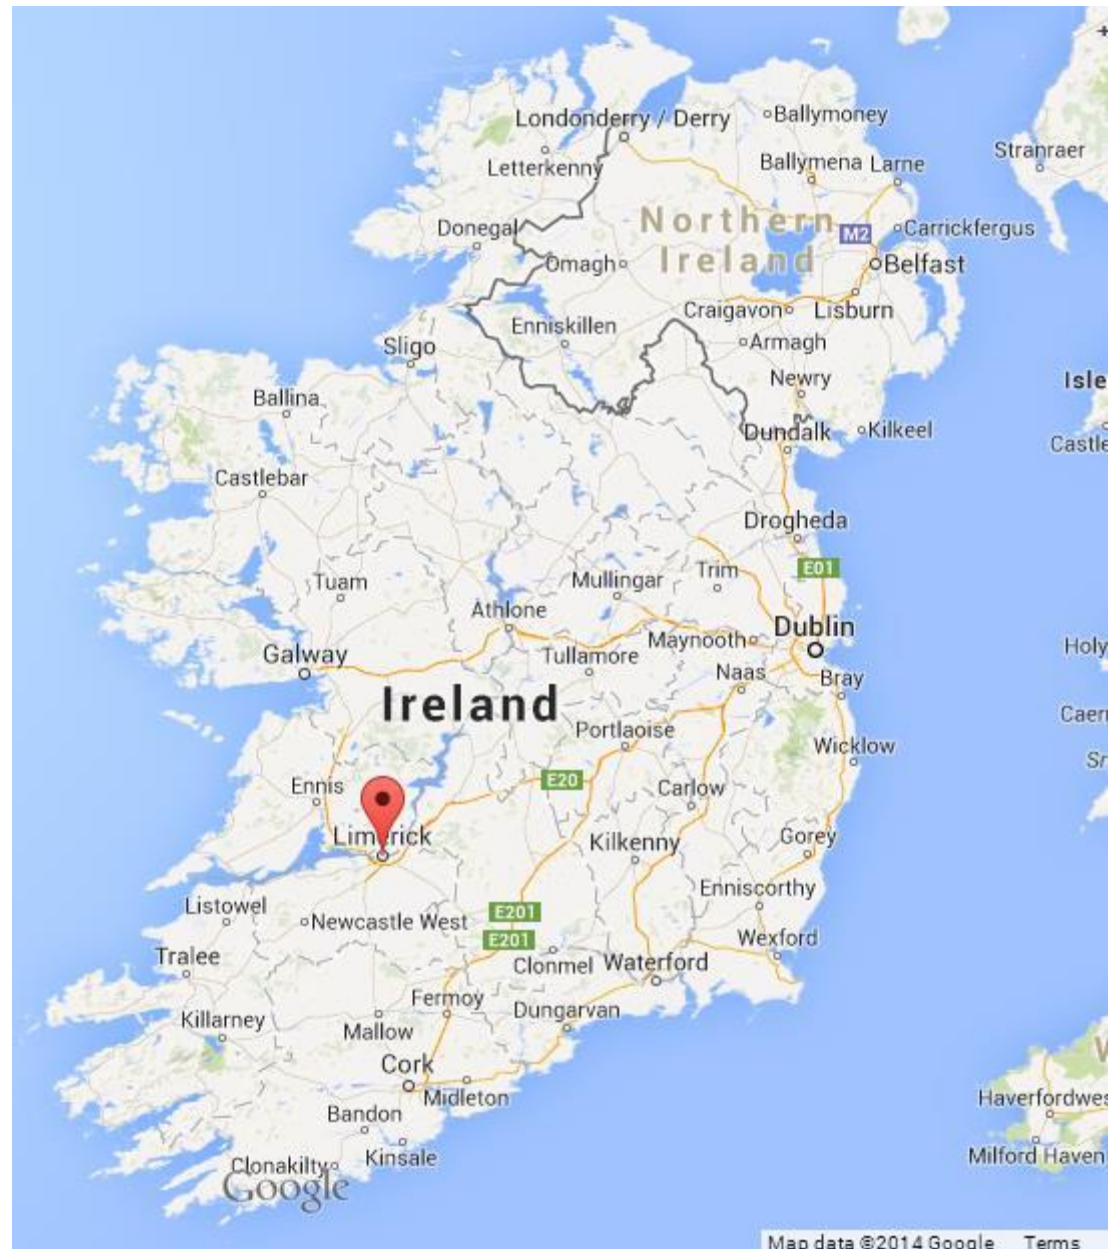 Londonderry / Derry
Ballymoney
Stranraer
Letterkenny
Ballymena
Larne
Northern
Ireland
M2
Carrickfergus
Donegal
Omagh
Belfast
Craigavon
Lisburn
Enniskillen
Armagh
Sligo
Newry
Isle
Ballina
Dundalk
Kilkeel
Castle
Castlebar
Drogheda
E01
Tuam
Mullingar
Trim
Athlone
Maynooth
Dublin
Holy
Galway
Tullamore
Naas
Bray
Ireland
Caer
Portlaoise
Wicklow
Sn
Ennis
E20
Carlow
Limerick
Kilkenny
Gorey
Enniscorthy
Listowel
Newcastle West
E201
E201
Wexford
Tralee
Clonmel
Waterford
Fermoy
Dungarvan
Killarney
Mallow
Cork
W
Midleton
Haverfordwes
Bandon
Clonakilty
Kinsale
Milford Haven
Google
Map data ©2014 Google Terms